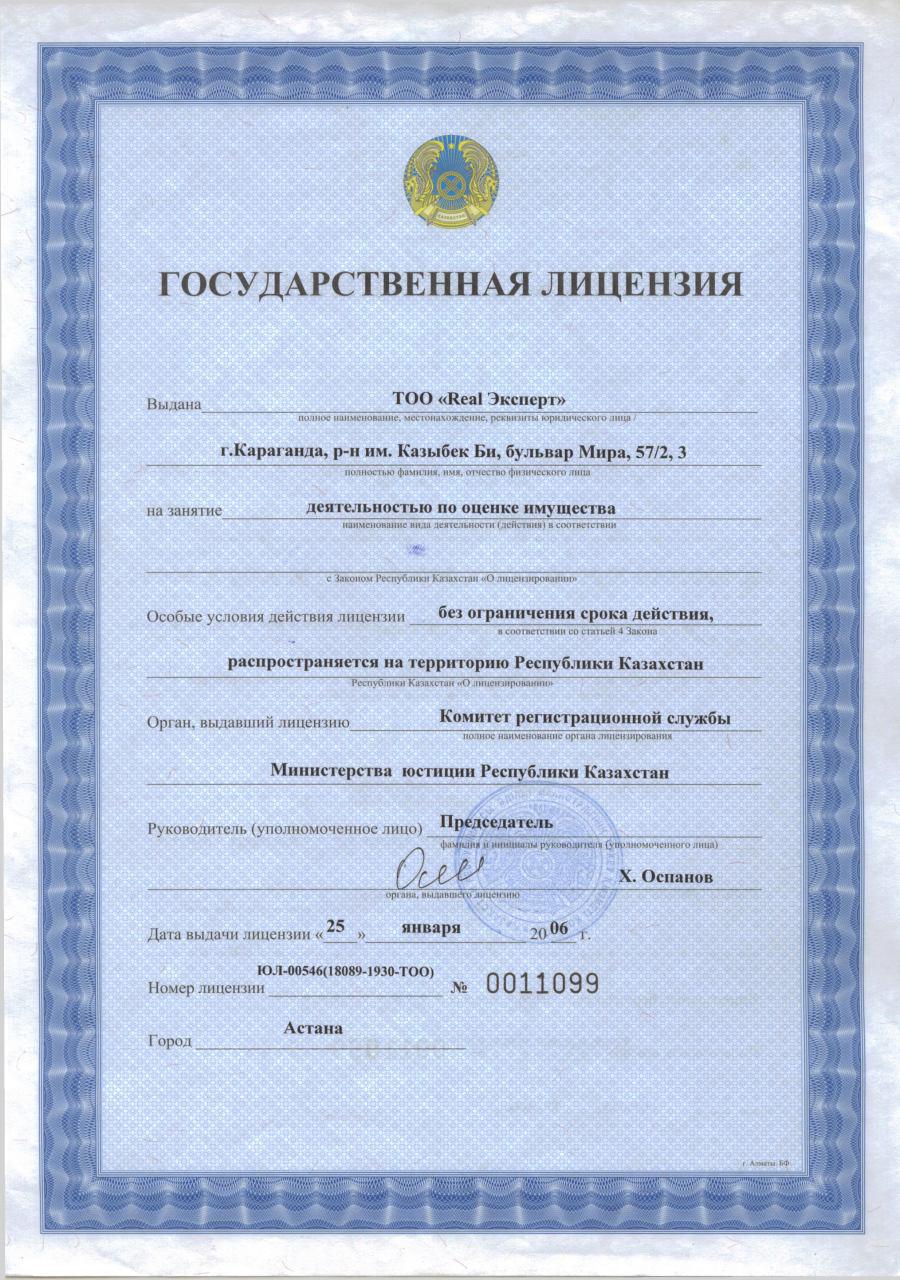 ҚАЗАҚСТАН
ГОСУДАРСТВЕННАЯ ЛИЦЕНЗИЯ
Выдана ТОО «Real Эксперт»
полное наименование, местонахождение, реквизиты юридического лица /
г.Караганда, р-н им. Казыбек Би, бульвар Мира, 57/2, 3
полностью фамилия, имя, отчество физического лица
на занятие деятельностью по оценке имущества
наименование вида деятельности (действия) в соответствии
с Законом Республики Казахстан «О лицензировании»
Особые условия действия лицензии без ограничения срока действия,
в соответствии со статьей 4 Закона
распространяется на территорию Республики Казахстан
Республики Казахстан «О лицензировании»
Орган, выдавший лицензию Комитет регистрационной службы
полное наименование органа лицензирования
Министерства юстиции Республики Казахстан
Руководитель (уполномоченное лицо) Председатель
фамилия и инициалы руководителя (уполномоченного лица)
Х. Оспанов
органа, выдавшего лицензию
Дата выдачи лицензии «25» января 2006 г.
ЮЛ-00546(18089-1930-ТОО)
Номер лицензии № 0011099
Город Астана
г. Алматы. БФ.